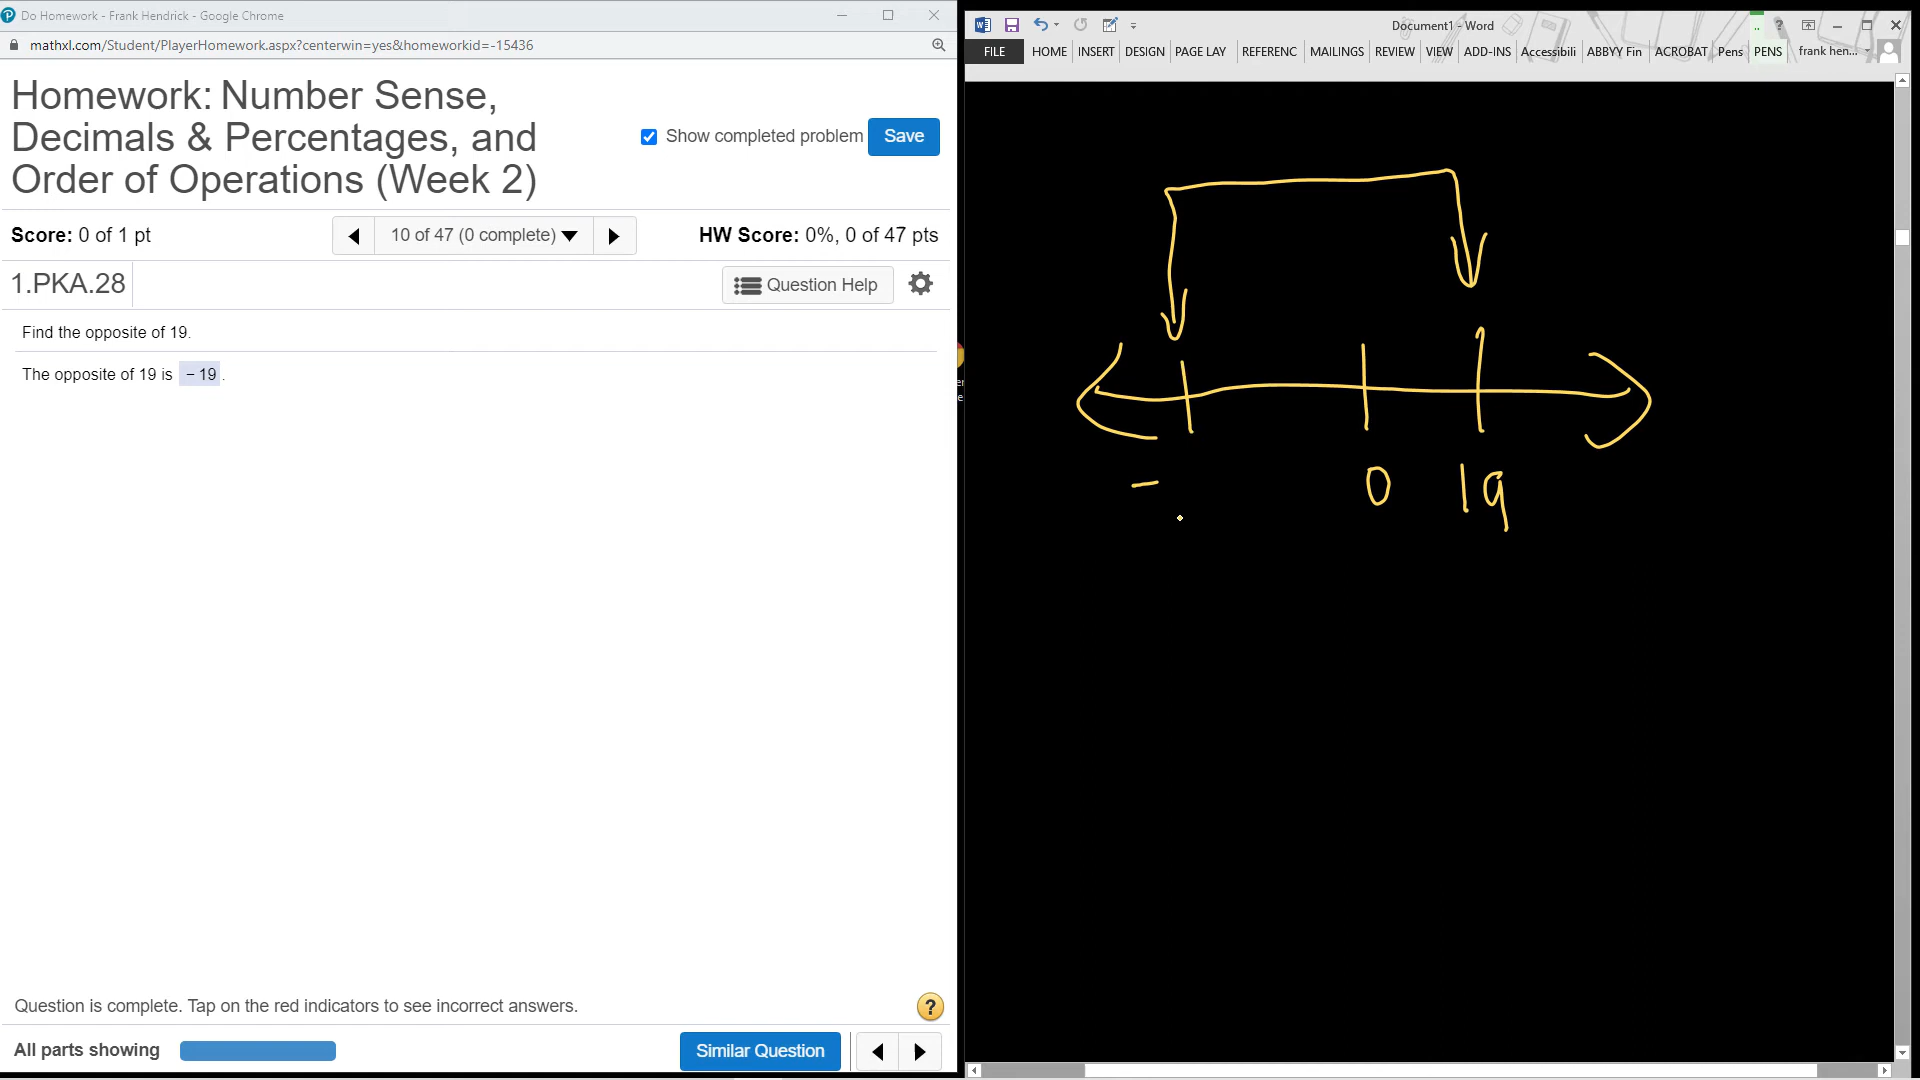 Do Homework - Frank Hendrick - Google Chrome
mathxl.com/Student/PlayerHomework.aspx?centerwin=yes&homeworkid=-15436
Homework: Number Sense,
Decimals & Percentages, and
Order of Operations (Week 2)
Show completed problem
Save
Score: 0 of 1 pt
10 of 47 (0 complete)
HW Score: 0%, 0 of 47 pts
1.PKA.28
Question Help
Find the opposite of 19.
The opposite of 19 is − 19 .
Question is complete. Tap on the red indicators to see incorrect answers.
?
All parts showing
Similar Question
Document1 - Word
?
FILE HOME INSERT DESIGN PAGE LAY REFERENC MAILINGS REVIEW VIEW ADD-INS Accessibili ABBYY Fin ACROBAT Pens PENS frank hen...
− 0 19